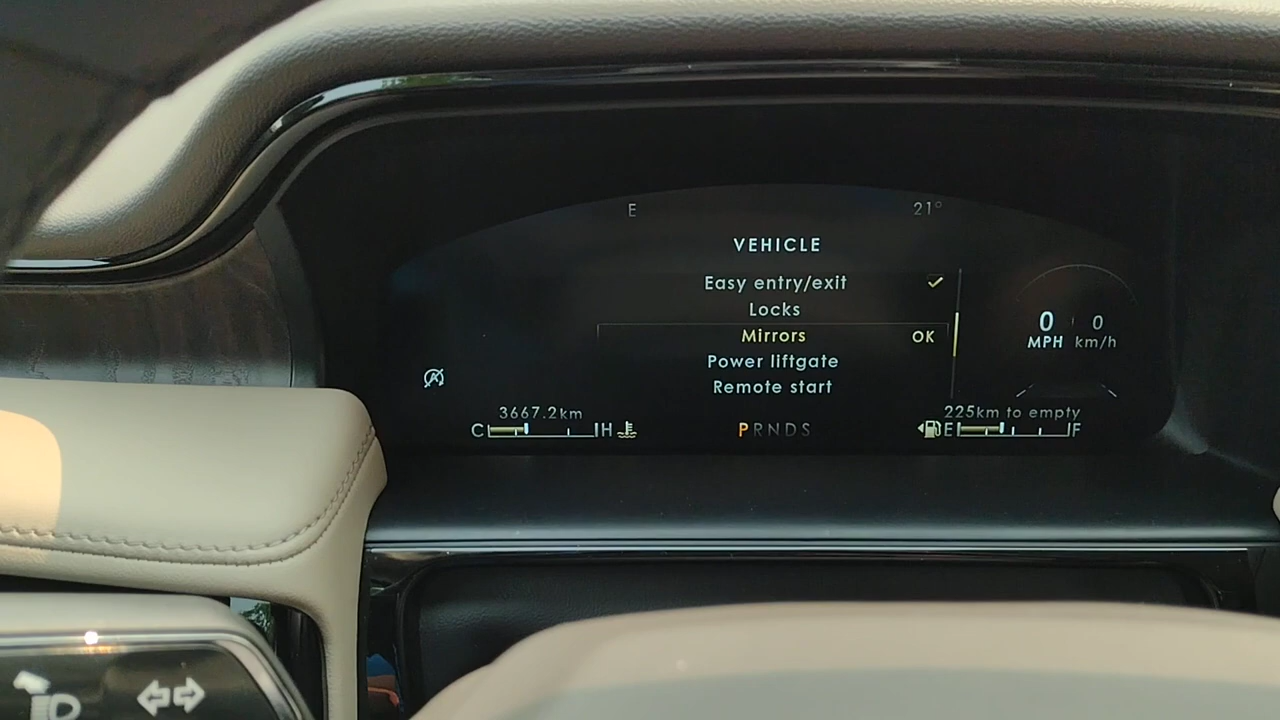 E 21°
VEHICLE
Easy entry/exit
Locks
Mirrors OK
Power liftgate
Remote start
0 0
MPH km/h
3667.2km
225km to empty
C H
PRNDS
E F